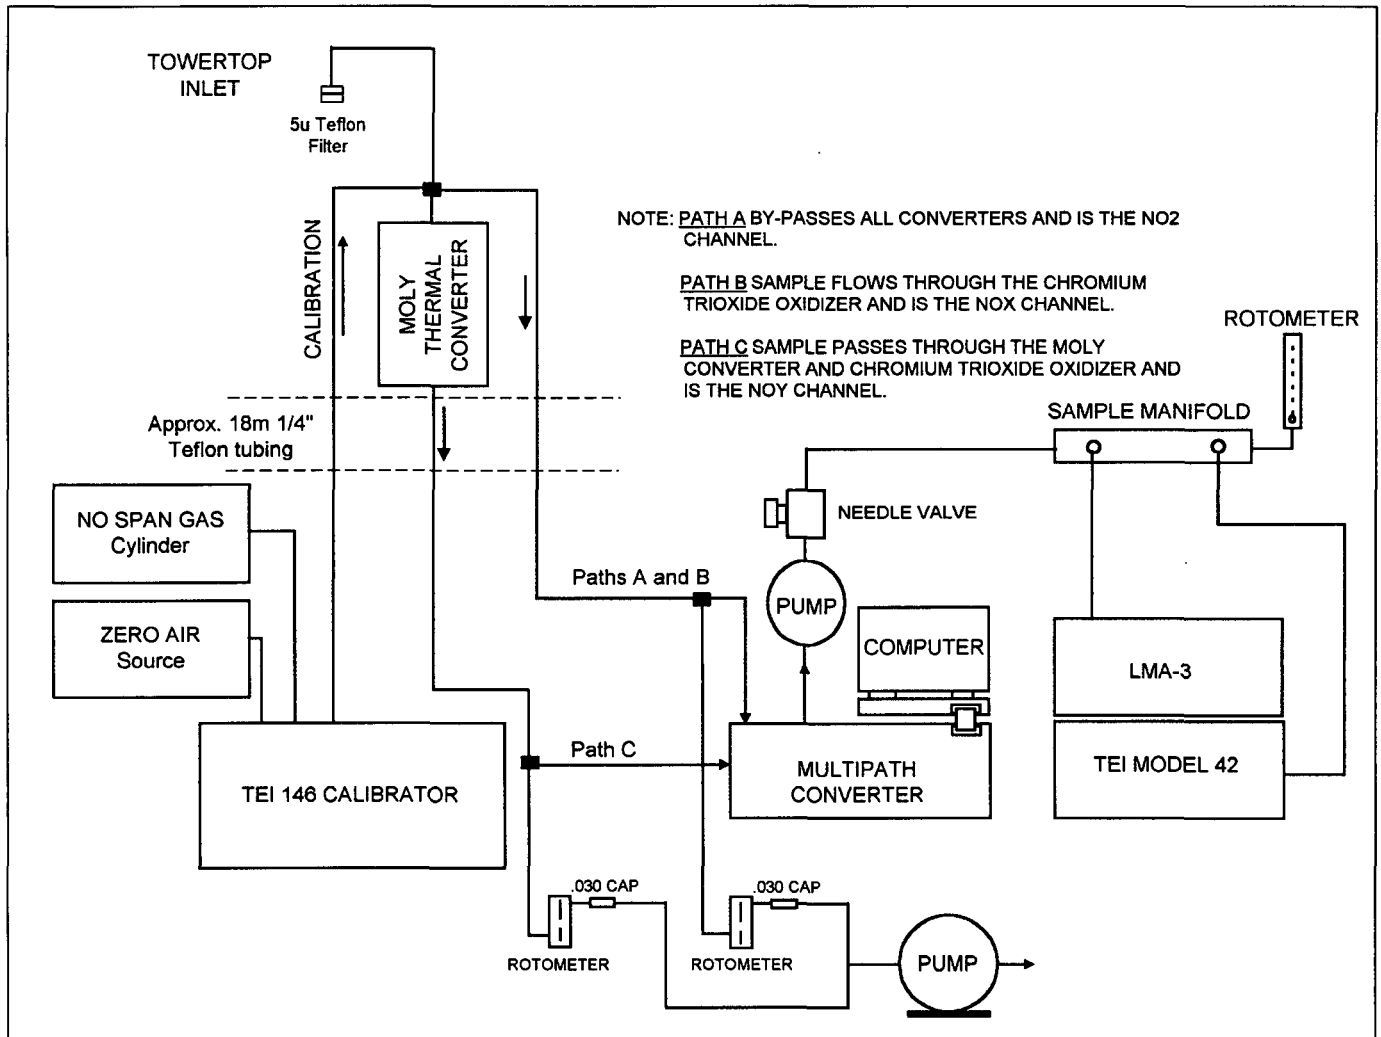 TOWERTOP
INLET
5u Teflon
Filter
CALIBRATION
MOLY
THERMAL
CONVERTER
NOTE: PATH A BY-PASSES ALL CONVERTERS AND IS THE NO2
CHANNEL.
PATH B SAMPLE FLOWS THROUGH THE CHROMIUM
TRIOXIDE OXIDIZER AND IS THE NOX CHANNEL.
PATH C SAMPLE PASSES THROUGH THE MOLY
CONVERTER AND CHROMIUM TRIOXIDE OXIDIZER AND
IS THE NOY CHANNEL.
ROTOMETER
SAMPLE MANIFOLD
Approx. 18m 1/4"
Teflon tubing
NO SPAN GAS
Cylinder
NEEDLE VALVE
Paths A and B
PUMP
ZERO AIR
Source
COMPUTER
LMA-3
Path C
TEI 146 CALIBRATOR
MULTIPATH
CONVERTER
TEI MODEL 42
.030 CAP
.030 CAP
ROTOMETER
ROTOMETER
PUMP